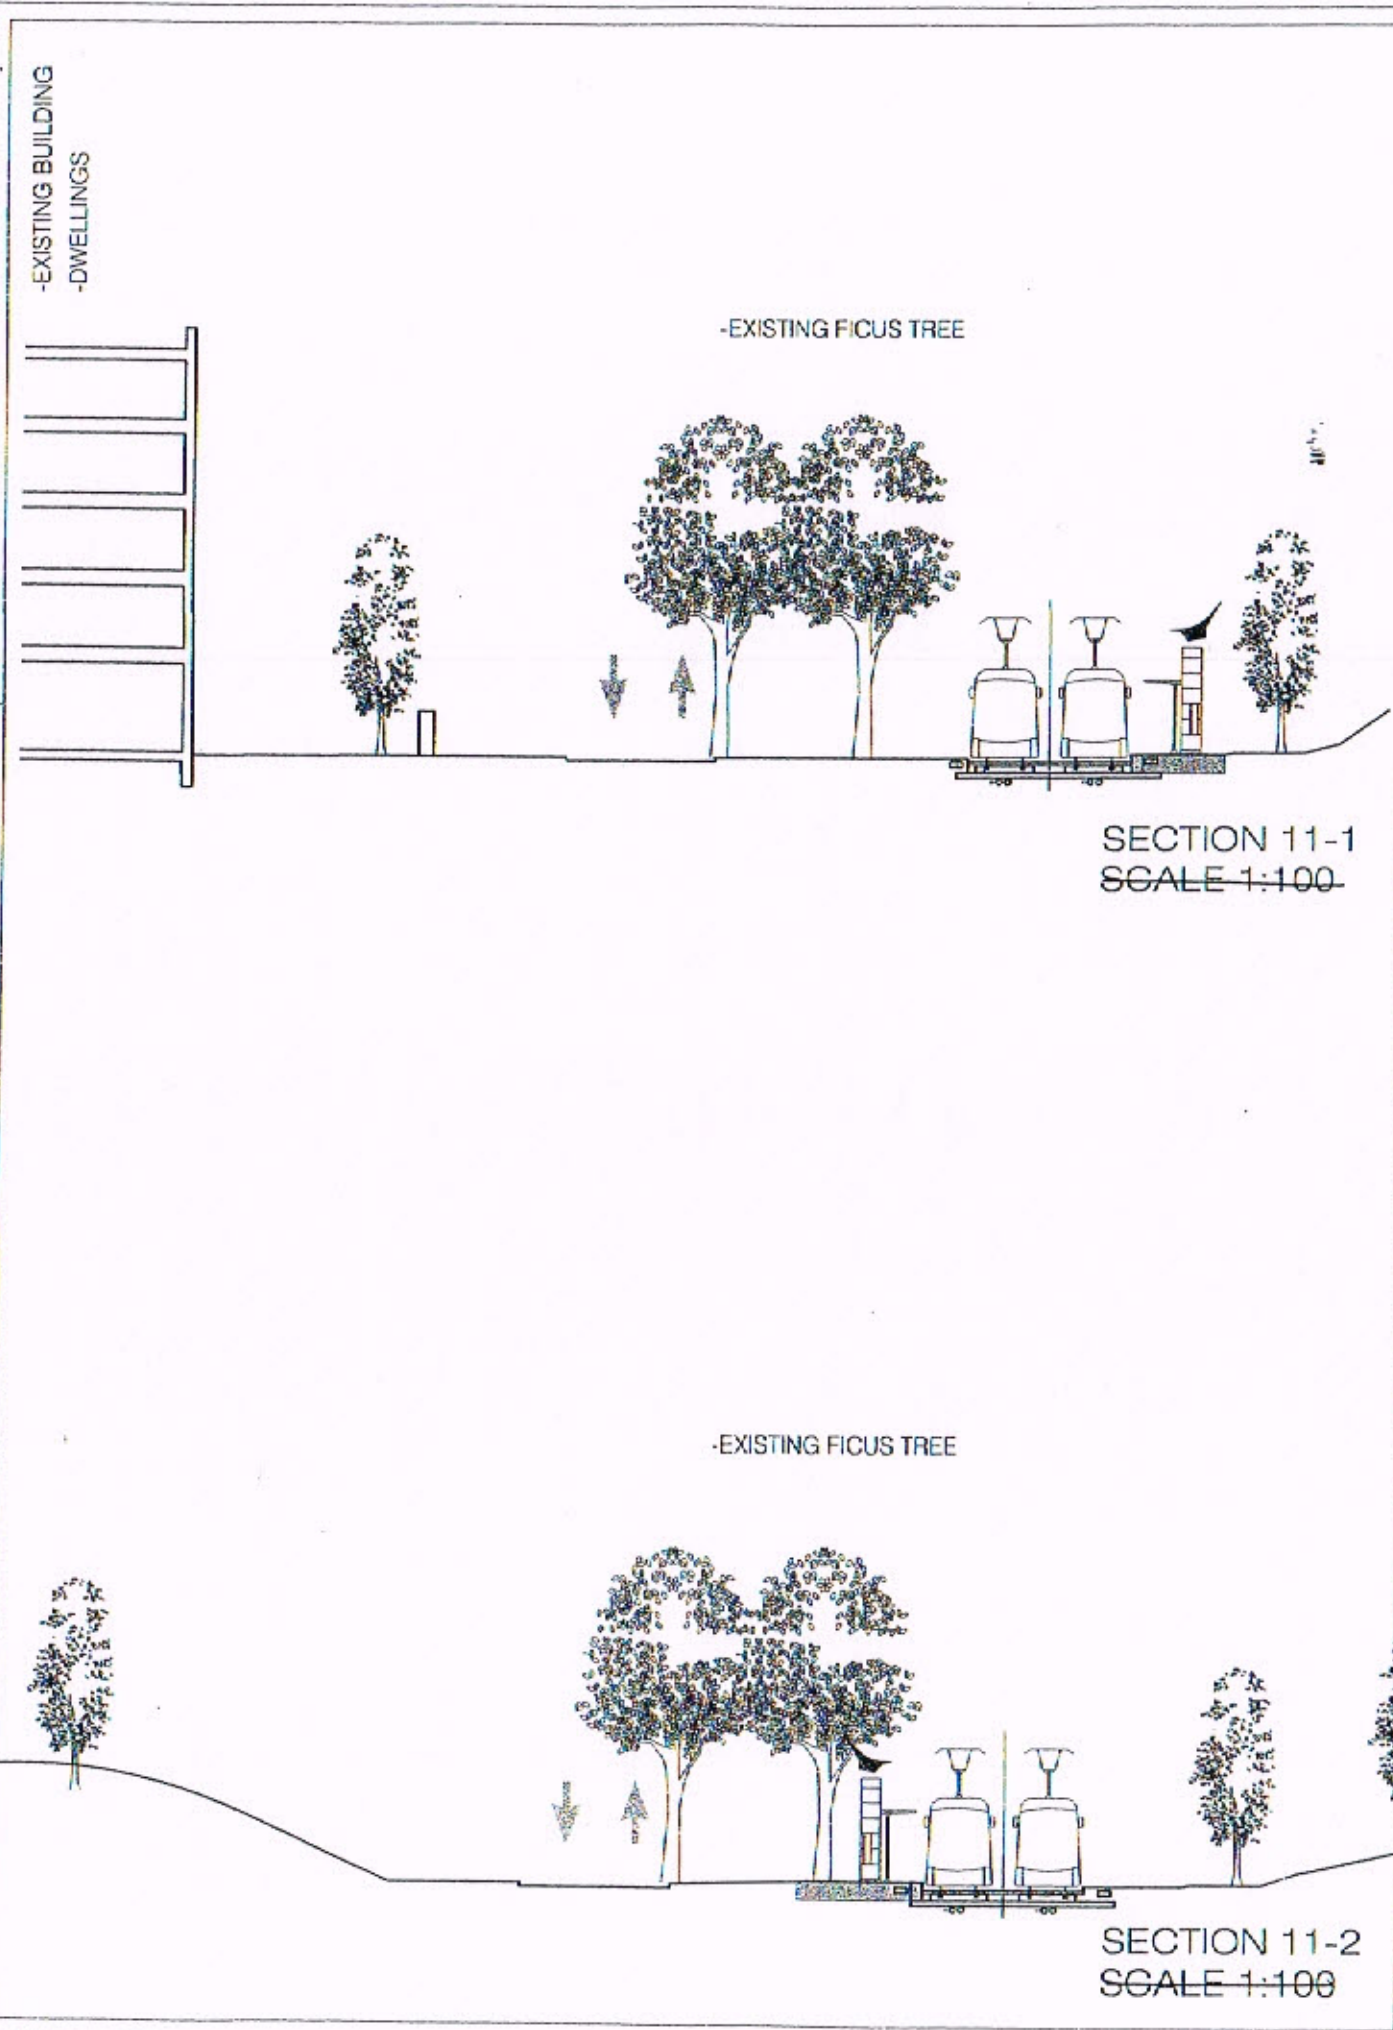 -EXISTING BUILDING
-DWELLINGS
-EXISTING FICUS TREE
SECTION 11-1
SCALE 1:100
-EXISTING FICUS TREE
SECTION 11-2
SCALE 1:100